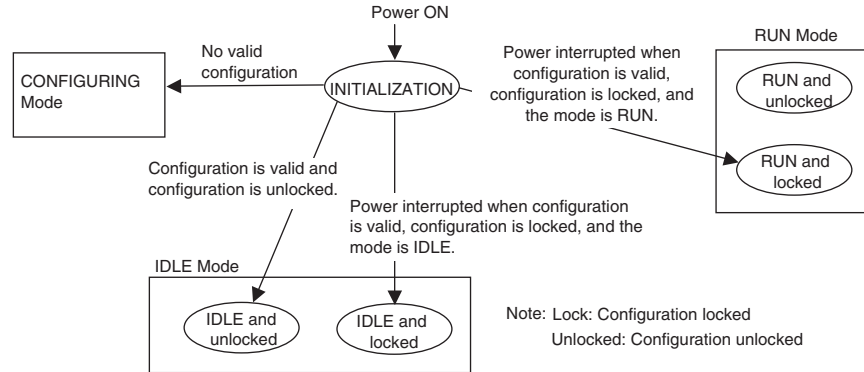 Power ON
No valid
configuration
CONFIGURING
Mode
INITIALIZATION
Power interrupted when
configuration is valid,
configuration is locked, and
the mode is RUN.
RUN Mode
RUN and
unlocked
RUN and
locked
Configuration is valid and
configuration is unlocked.
Power interrupted when configuration
is valid, configuration is locked, and the
mode is IDLE.
IDLE Mode
IDLE and
unlocked
IDLE and
locked
Note: Lock: Configuration locked
Unlocked: Configuration unlocked